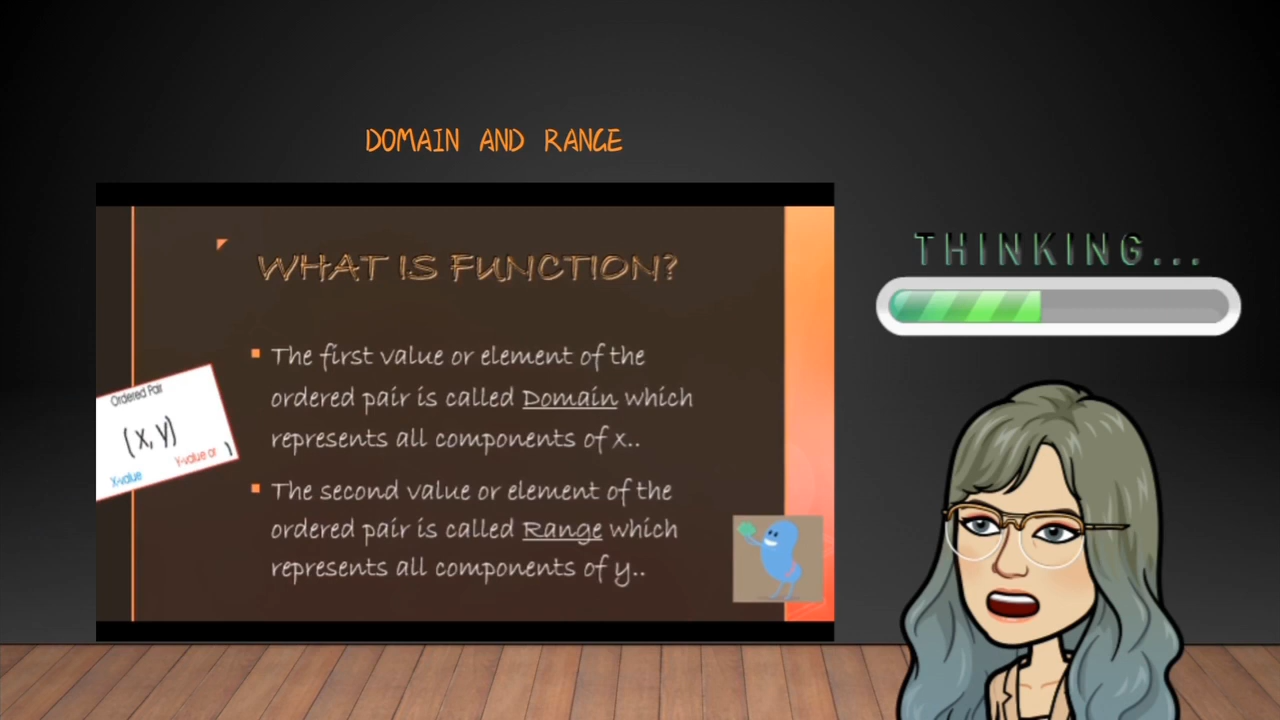 DOMAIN AND RANGE
THINKING...
WHAT IS FUNCTION?
The first value or element of the
ordered pair is called Domain which
represents all components of x..
The second value or element of the
ordered pair is called Range which
represents all components of y..
Ordered Pair
(x, y)
X-value
Y-value or